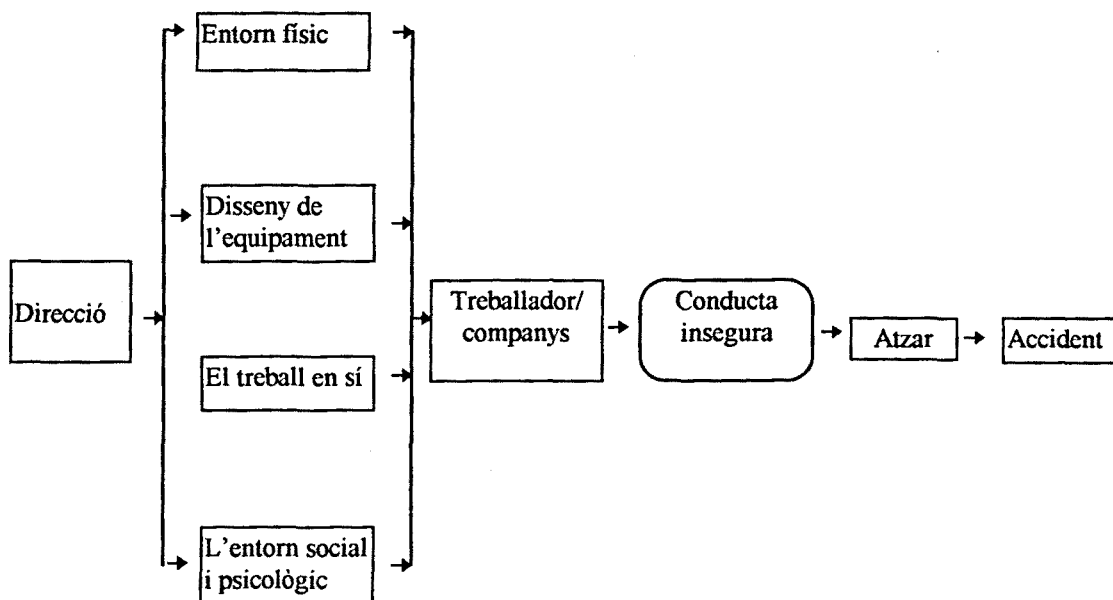 Entorn físic
Disseny de
l'equipament
Direcció
Treballador/
companys
Conducta
insegura
Atzar
Accident
El treball en sí
L'entorn social
i psicològic